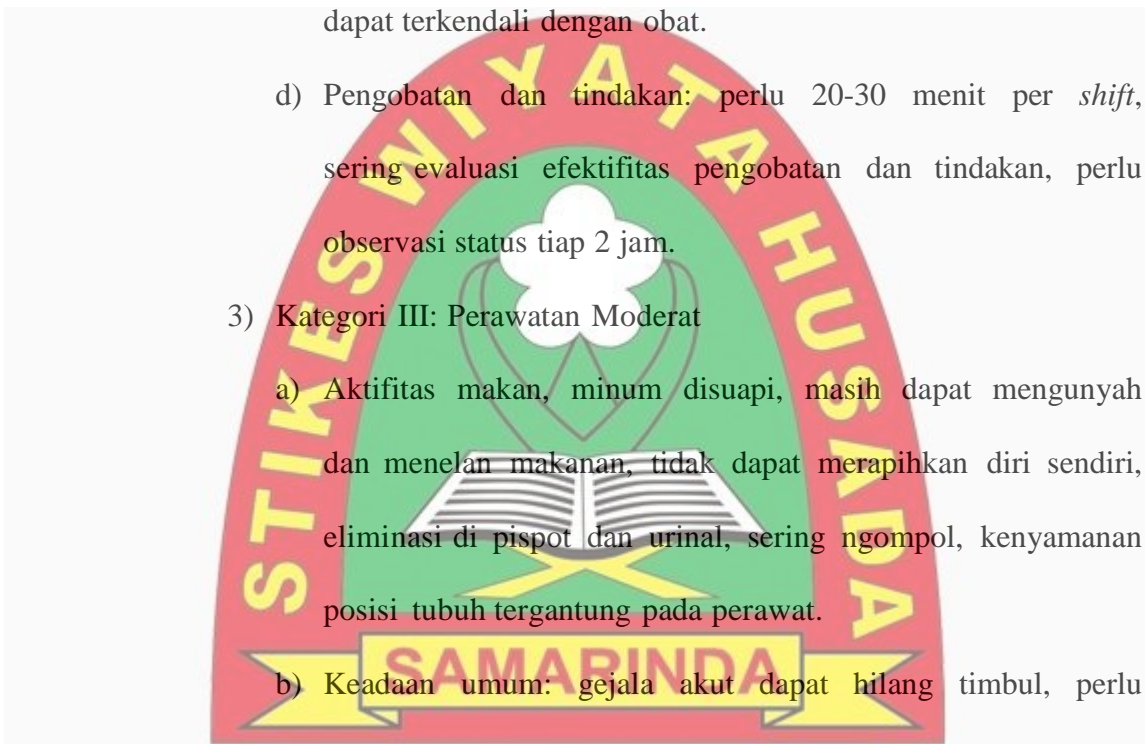 dapat terkendali dengan obat.
d) Pengobatan dan tindakan: perlu 20-30 menit per shift,
sering evaluasi efektifitas pengobatan dan tindakan, perlu
observasi status tiap 2 jam.
3) Kategori III: Perawatan Moderat
a) Aktifitas makan, minum disuapi, masih dapat mengunyah
dan menelan makanan, tidak dapat merapihkan diri sendiri,
eliminasi di pispot dan urinal, sering ngompol, kenyamanan
posisi tubuh tergantung pada perawat.
b) Keadaan umum: gejala akut dapat hilang timbul, perlu
STIKES WIYATA HUSADA
SAMARINDA